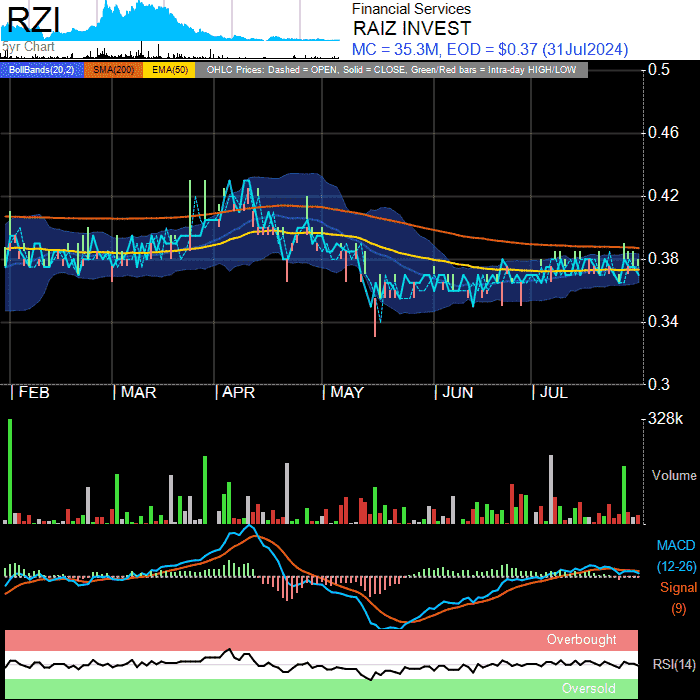 RZI
5yr Chart
Financial Services
RAIZ INVEST
MC = 35.3M, EOD = $0.37 (31Jul2024)
BollBands(20,2) SMA(200) EMA(50) OHLC Prices: Dashed = OPEN, Solid = CLOSE, Green/Red bars = Intra-day HIGH/LOW
0.5
0.46
0.42
0.38
0.34
0.3
FEB MAR APR MAY JUN JUL
328k
Volume
MACD
(12-26)
Signal
(9)
Overbought
RSI(14)
Oversold